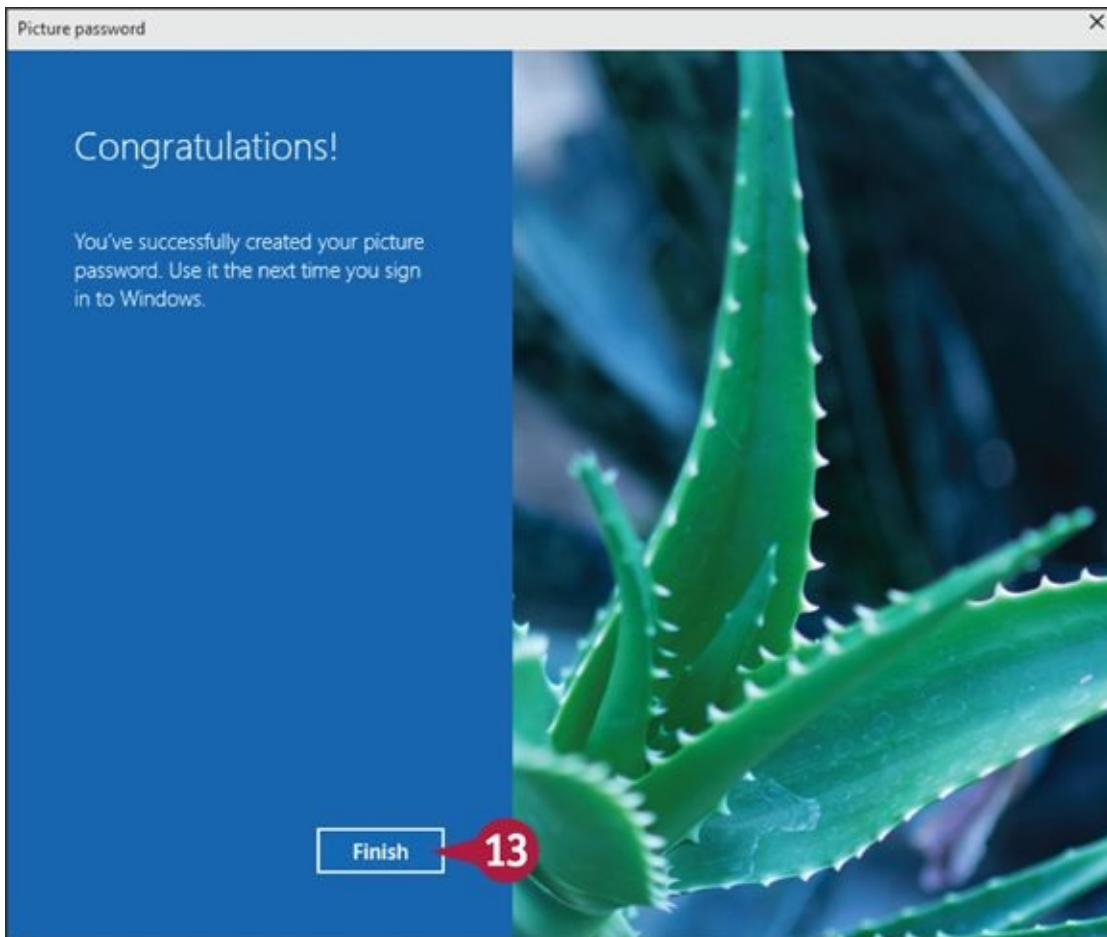 Picture password
Congratulations!
You've successfully created your picture
password. Use it the next time you sign
in to Windows.
Finish
13